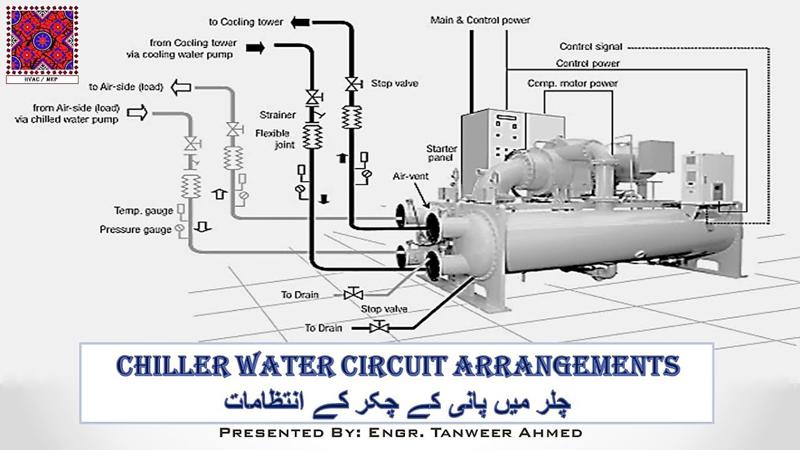 to Cooling tower
from Cooling tower
via cooling water pump
to Air-side (load)
from Air-side (load)
via chilled water pump
Strainer
Flexible
joint
Stop valve
Main & Control power
Control signal
Control power
Comp. motor power
Starter
panel
Air-vent
Temp. gauge
Pressure gauge
To Drain
Stop valve
To Drain
HVAC / MEP
CHILLER WATER CIRCUIT ARRANGEMENTS
چلر میں پانی کے چکر کے انتظامات
PRESENTED BY: ENGR. TANWEER AHMED